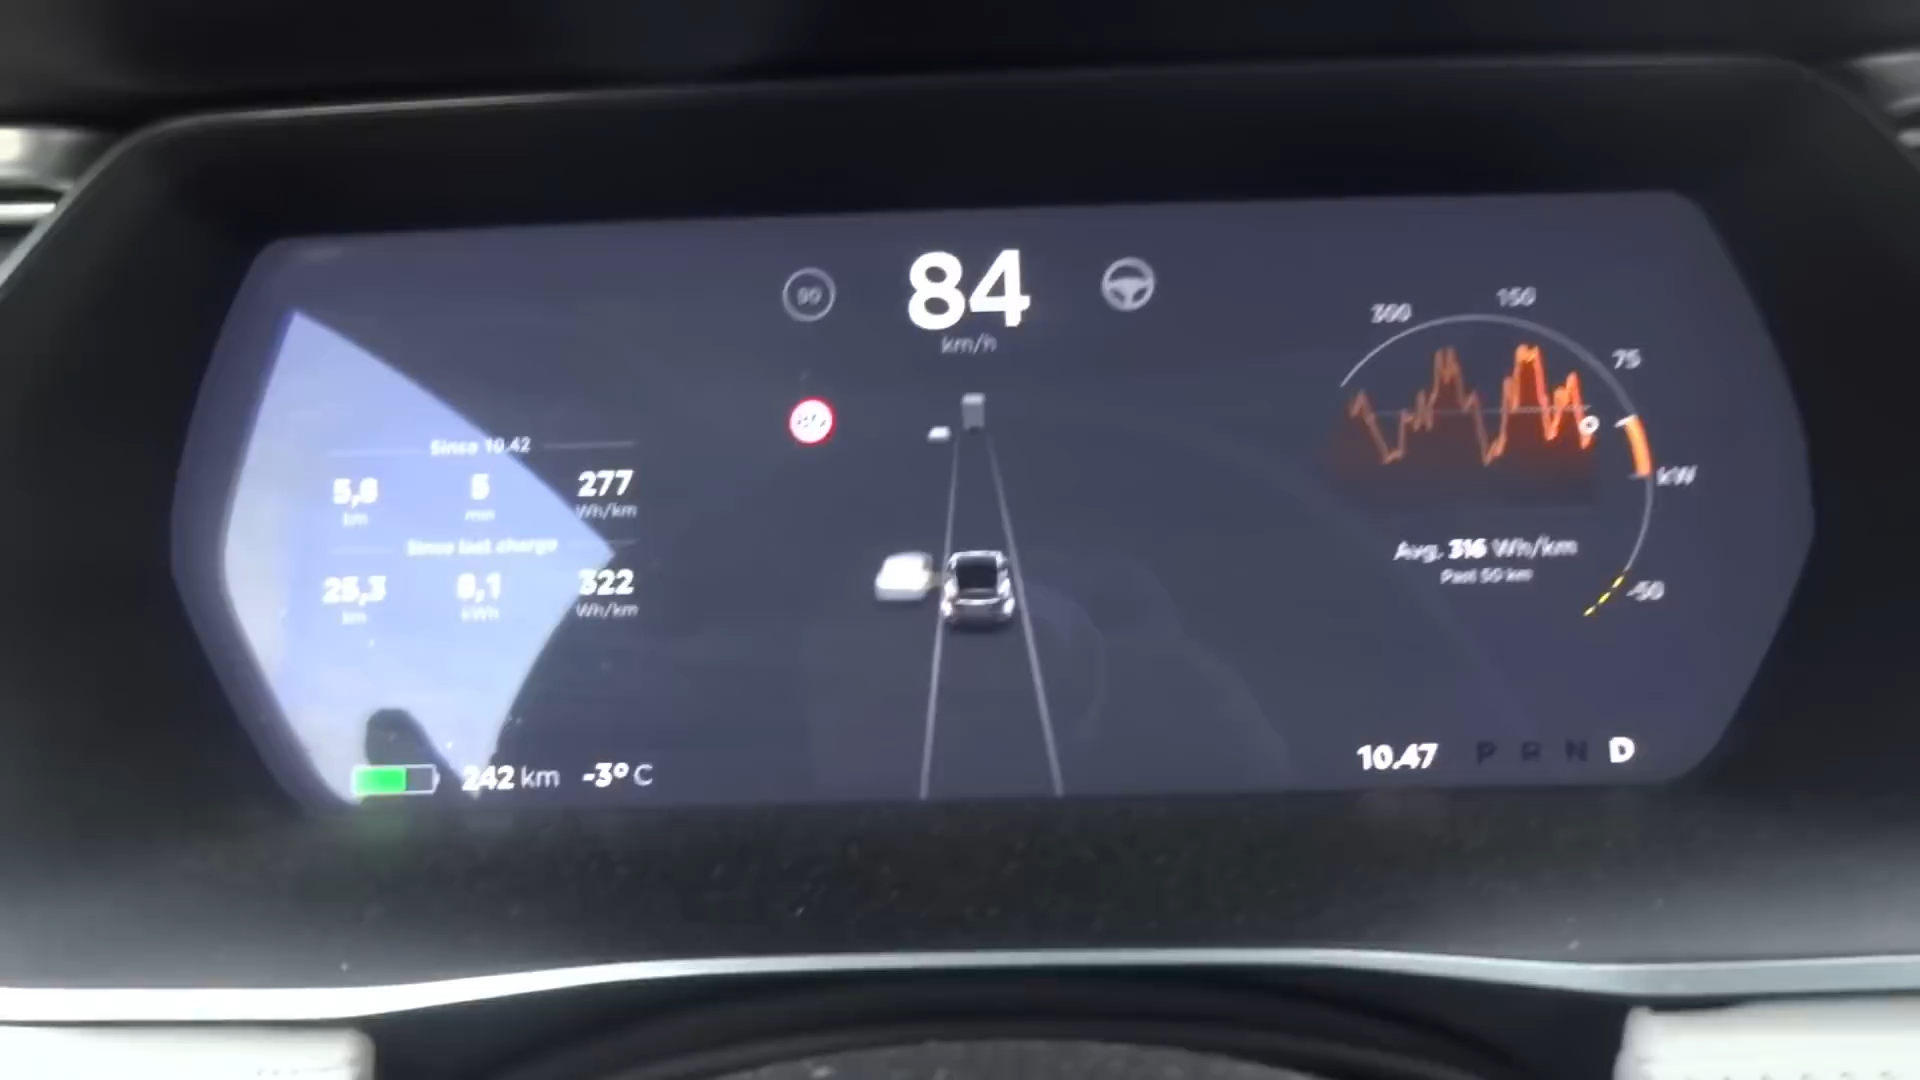 84
km/h
90
300
150
75
kW
-50
Since 10.42
5,8
km
5
min
277
Wh/km
Since last charge
25,3
km
8,1
kWh
322
Wh/km
Avg. 316 Wh/km
Past 50 km
242 km
-3° C
10.47
P R N D